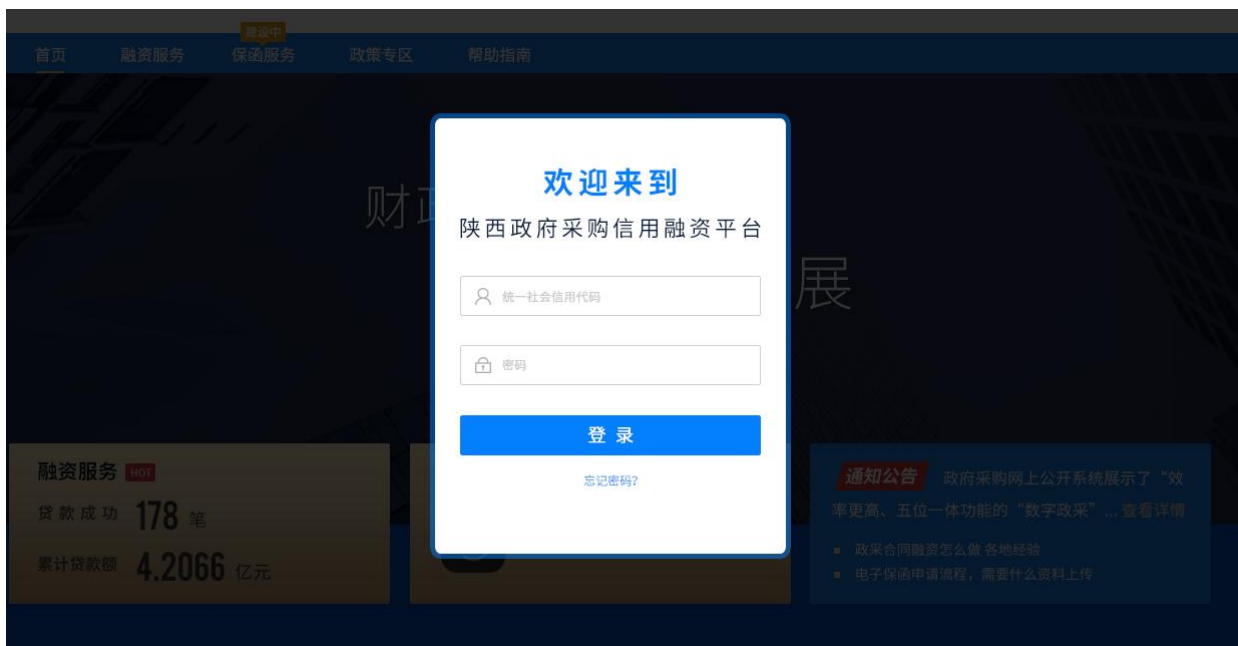 建设中
首页 融资服务 保函服务 政策专区 帮助指南
财政
展
欢迎来到
陕西政府采购信用融资平台
统一社会信用代码
密码
登录
忘记密码?
融资服务 HOT
贷款成功 178 笔
累计贷款额 4.2066 亿元
通知公告 政府采购网上公开系统展示了“效
率更高、五位一体功能的“数字政采” ... 查看详情
政采合同融资怎么做 各地经验
电子保函申请流程，需要什么资料上传